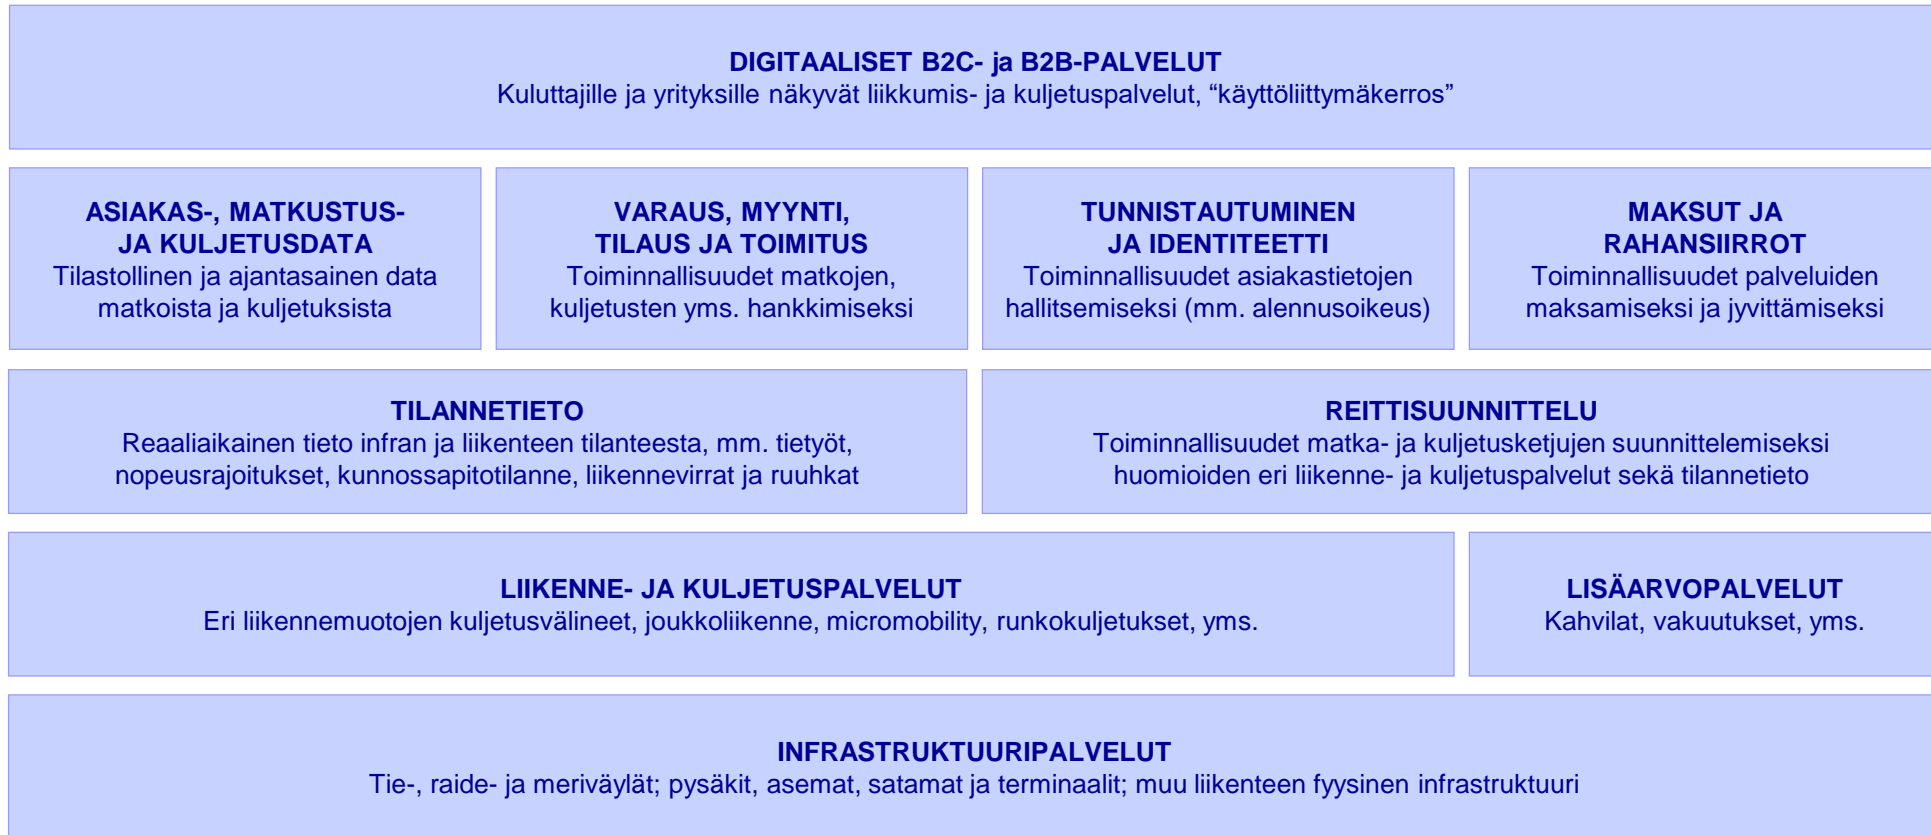 DIGITAALISET B2C- ja B2B-PALVELUT
Kuluttajille ja yrityksille näkyvät liikkumis- ja kuljetuspalvelut, “käyttöliittymäkerros”
ASIAKAS-, MATKUSTUS-
JA KULJETUSDATA
Tilastollinen ja ajantasainen data
matkoista ja kuljetuksista
VARAUS, MYYNTI,
TILAUS JA TOIMITUS
Toiminnallisuudet matkojen,
kuljetusten yms. hankkimiseksi
TUNNISTAUTUMINEN
JA IDENTITEETTI
Toiminnallisuudet asiakastietojen
hallitsemiseksi (mm. alennusoikeus)
MAKSUT JA
RAHANSIIRROT
Toiminnallisuudet palveluiden
maksamiseksi ja jyvittämiseksi
TILANNETIETO
Reaaliaikainen tieto infran ja liikenteen tilanteesta, mm. tietyöt,
nopeusrajoitukset, kunnossapitotilanne, liikennevirrat ja ruuhkat
REITTISUUNNITTELU
Toiminnallisuudet matka- ja kuljetusketjujen suunnittelemiseksi
huomioiden eri liikenne- ja kuljetuspalvelut sekä tilannetieto
LIIKENNE- JA KULJETUSPALVELUT
Eri liikennemuotojen kuljetusvälineet, joukkoliikenne, micromobility, runkokuljetukset, yms.
LISÄARVOPALVELUT
Kahvilat, vakuutukset, yms.
INFRASTRUKTUURIPALVELUT
Tie-, raide- ja meriväylät; pysäkit, asemat, satamat ja terminaalit; muu liikenteen fyysinen infrastruktuuri